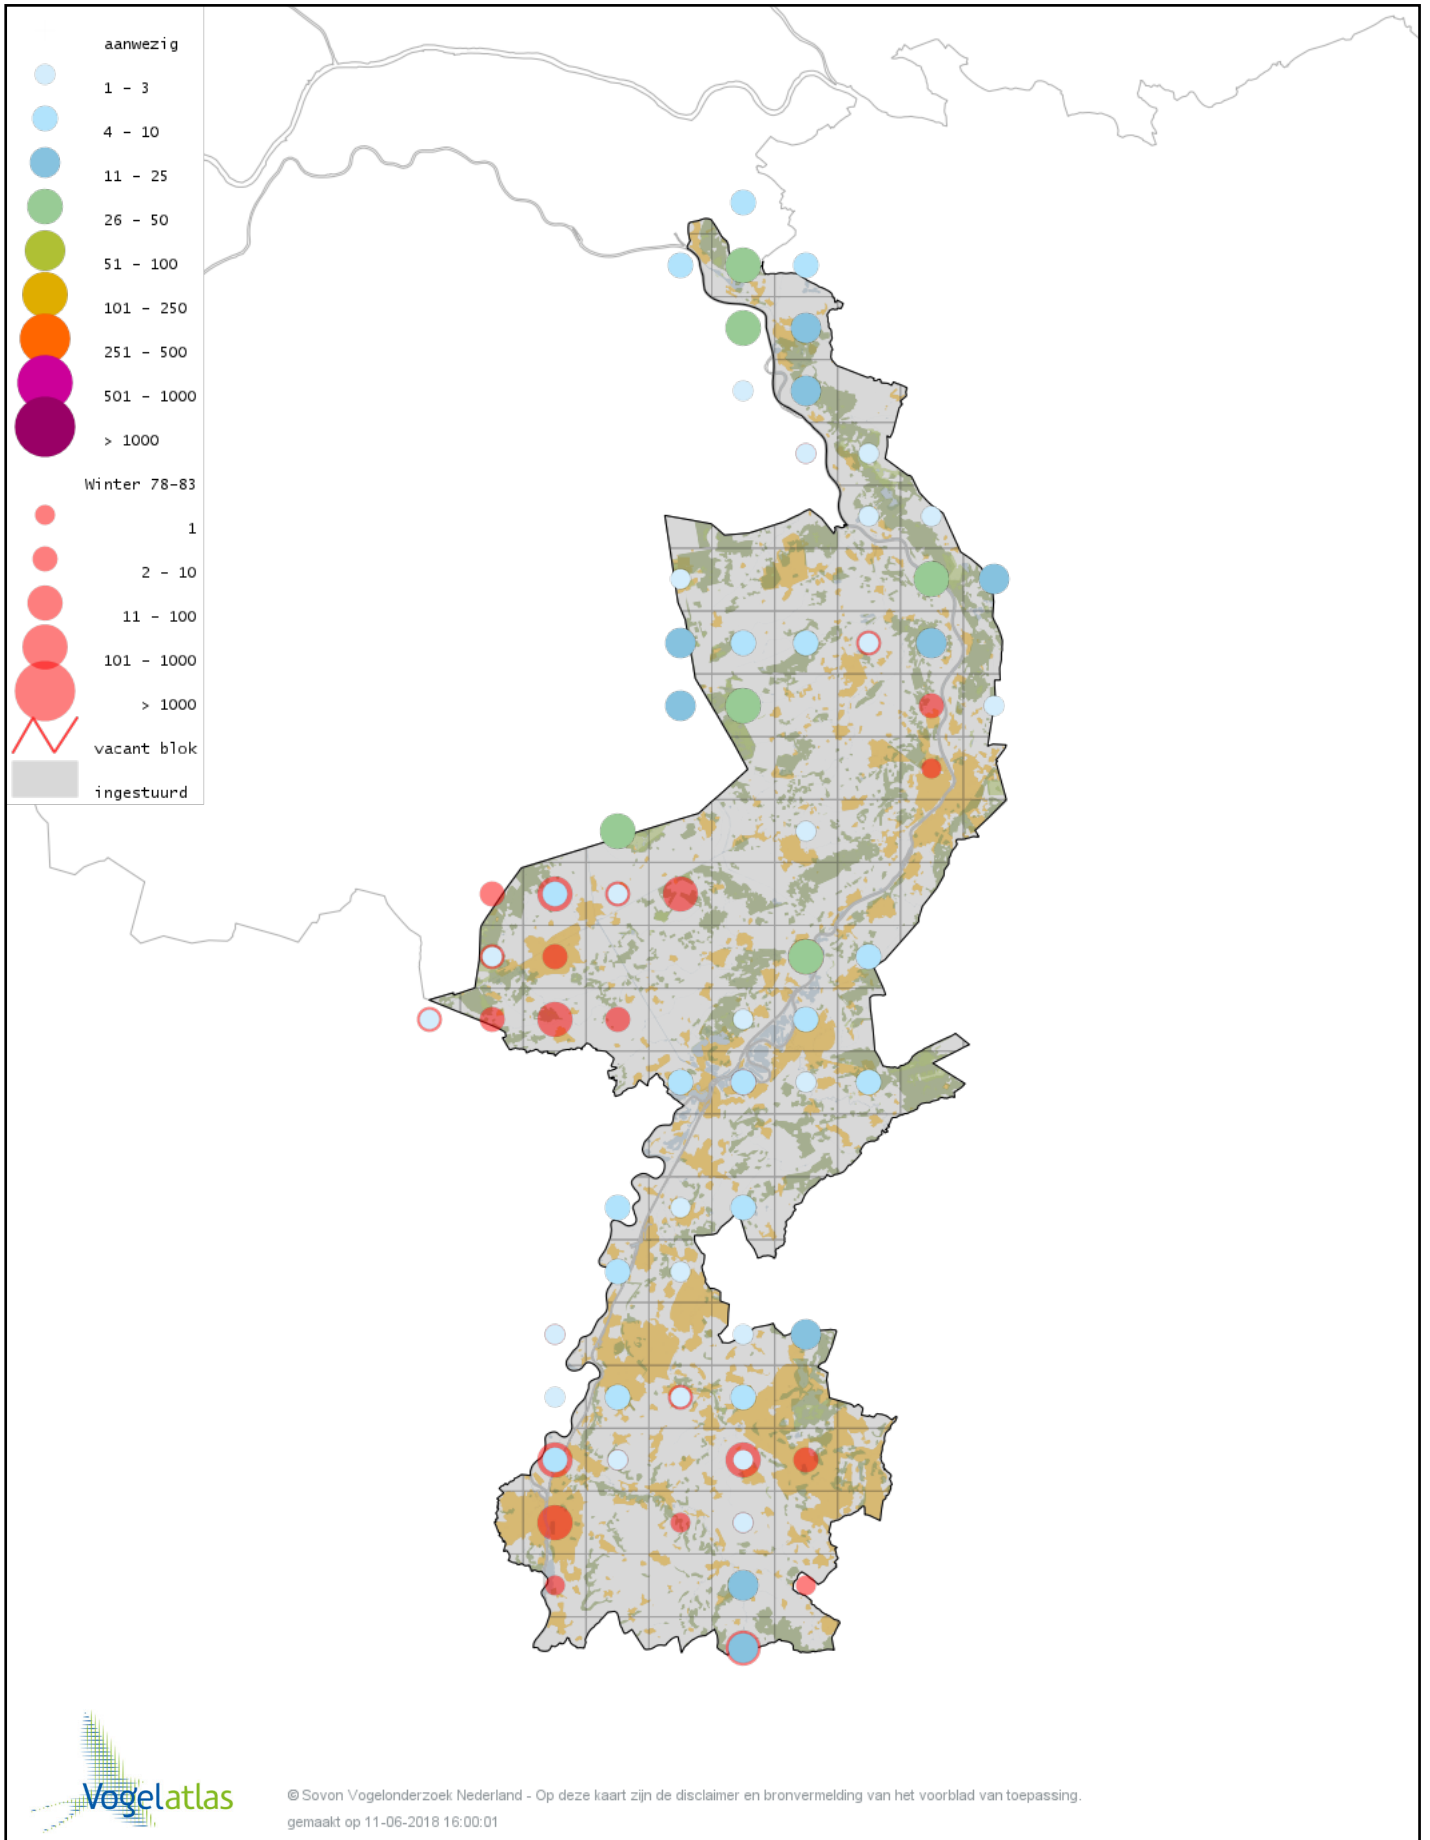 aanwezig
1 - 3
4 - 10
11 - 25
26 - 50
51 - 100
101 - 250
251 - 500
501 - 1000
> 1000
Winter 78-83
1
2 - 10
11 - 100
101 - 1000
> 1000
vacant blok
ingestuurd
Vogelatlas
© Sovon Vogelonderzoek Nederland - Op deze kaart zijn de disclaimer en bronvermelding van het voorblad van toepassing.
gemaakt op 11-06-2018 16:00:01